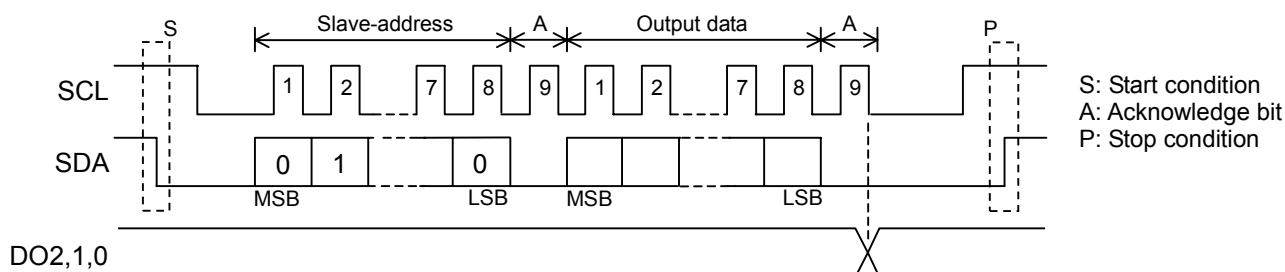 S Slave-address A Output data A P
SCL 1 2 7 8 9 1 2 7 8 9
S: Start condition
A: Acknowledge bit
P: Stop condition
SDA 0 1 0
MSB LSB MSB LSB
DO2,1,0